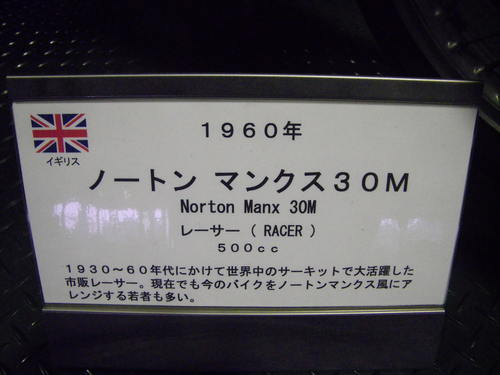 1960年
イギリス
ノートン マンクス30M
Norton Manx 30M
レーサー ( RACER )
500cc
1930～60年代にかけて世界中のサーキットで大活躍した
市販レーサー。現在でも今のバイクをノートンマンクス風にア
レンジする若者も多い。